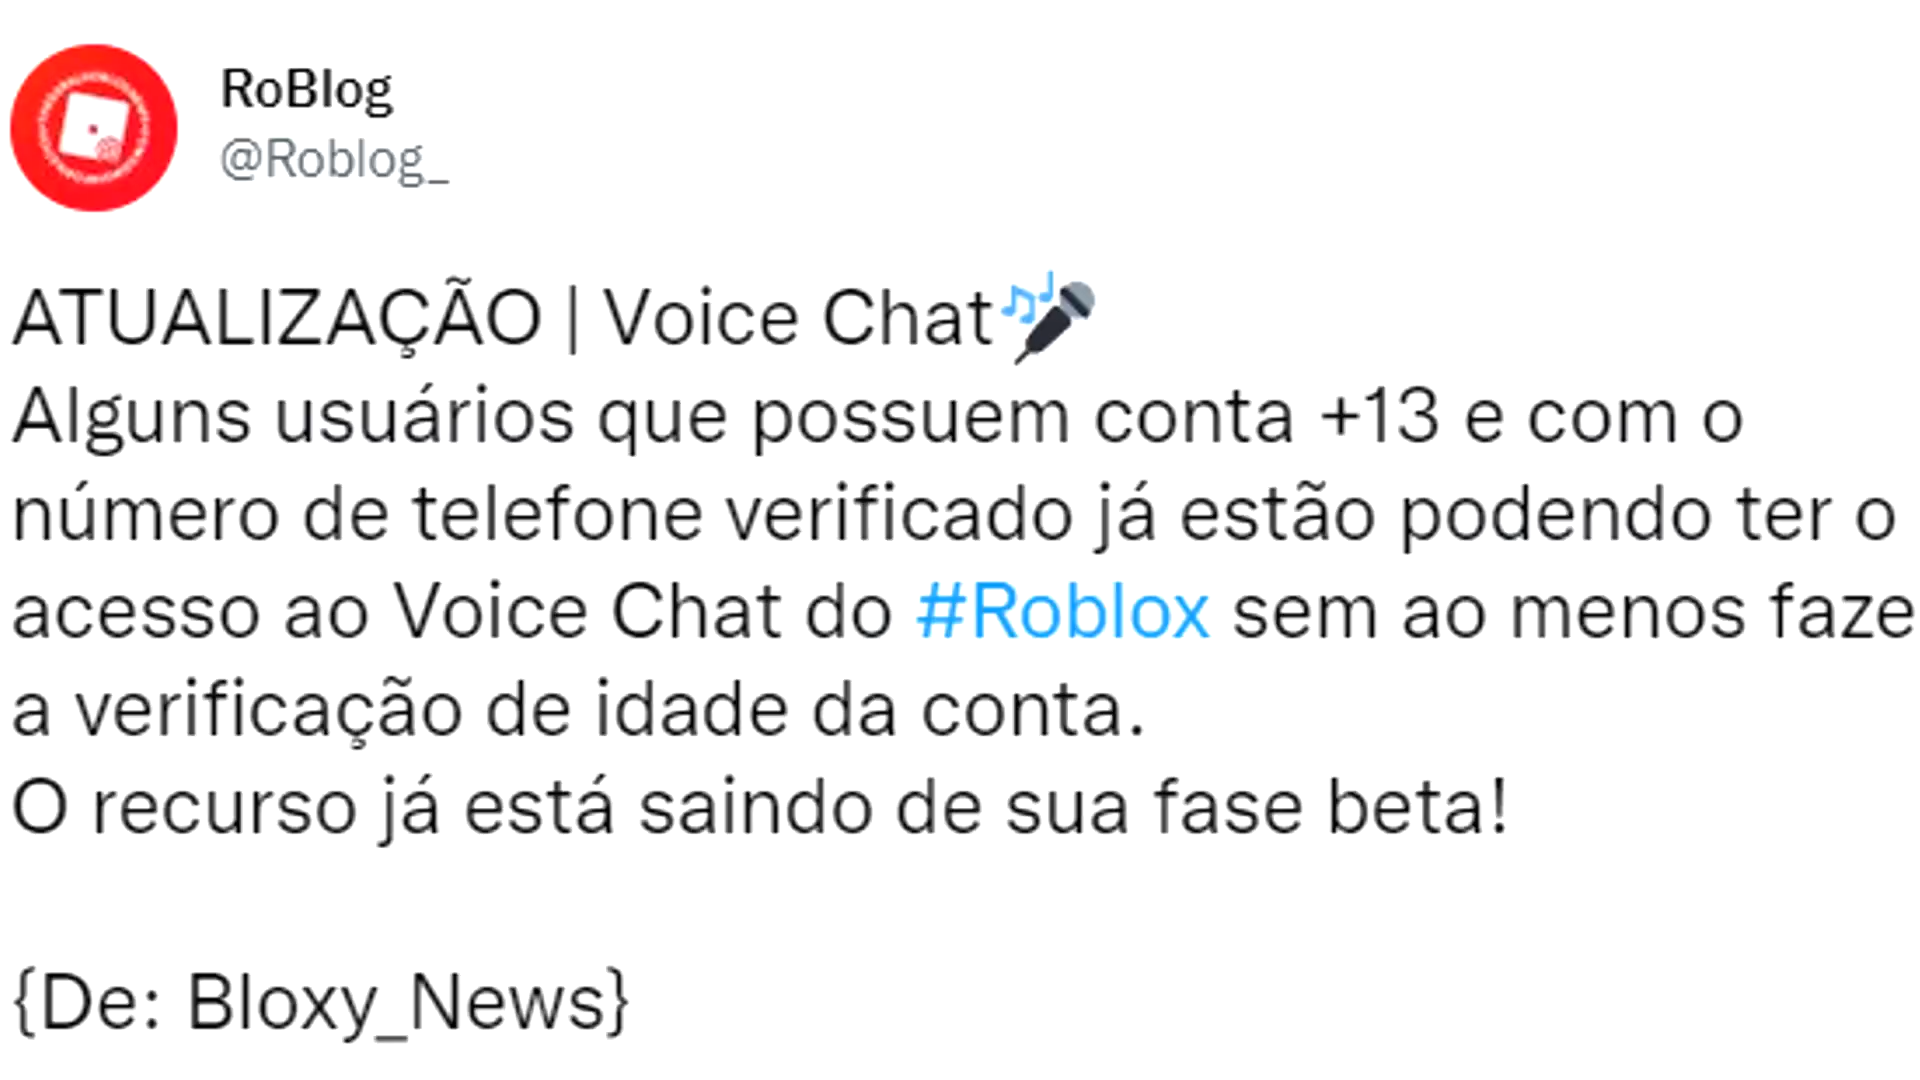 RoBlog
@Roblog_
ATUALIZAÇÃO | Voice Chat🎤
Alguns usuários que possuem conta +13 e com o
número de telefone verificado já estão podendo ter o
acesso ao Voice Chat do #Roblox sem ao menos faze
a verificação de idade da conta.
O recurso já está saindo de sua fase beta!
{De: Bloxy_News}